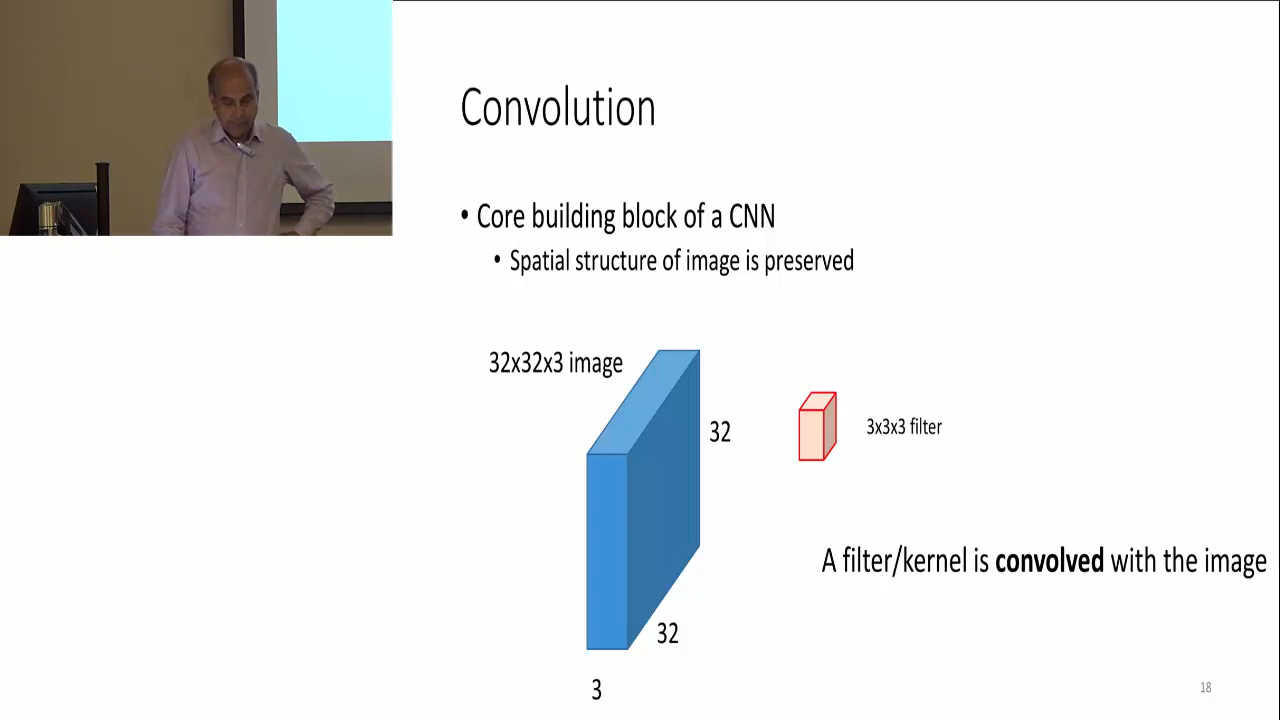 Convolution
• Core building block of a CNN
• Spatial structure of image is preserved
32x32x3 image
32
3x3x3 filter
A filter/kernel is convolved with the image
32
3
18